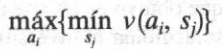 máx{mín v(aᵢ, sⱼ)}
aᵢ sⱼ